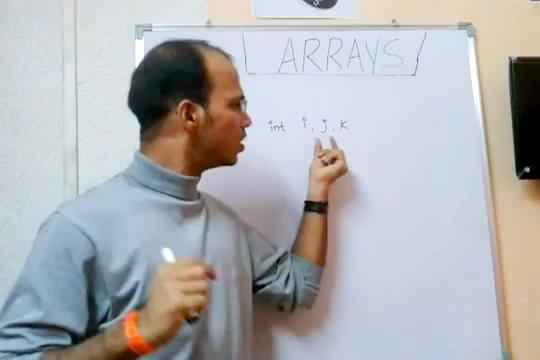 ARRAYS
int i, j, k